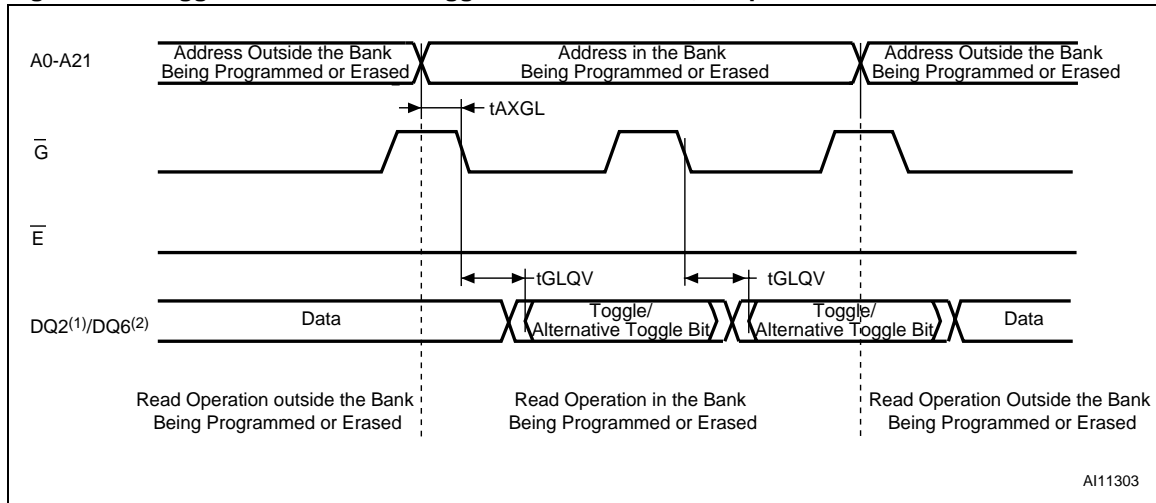 A0-A21
Address Outside the Bank
Being Programmed or Erased
Address in the Bank
Being Programmed or Erased
Address Outside the Bank
Being Programmed or Erased
tAXGL
G
E
tGLQV
tGLQV
DQ2(1)/DQ6(2)
Data
Toggle/
Alternative Toggle Bit
Toggle/
Alternative Toggle Bit
Data
Read Operation outside the Bank
Being Programmed or Erased
Read Operation in the Bank
Being Programmed or Erased
Read Operation Outside the Bank
Being Programmed or Erased
AI11303